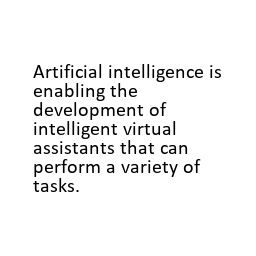 Artificial intelligence is
enabling the
development of
intelligent virtual
assistants that can
perform a variety of
tasks.